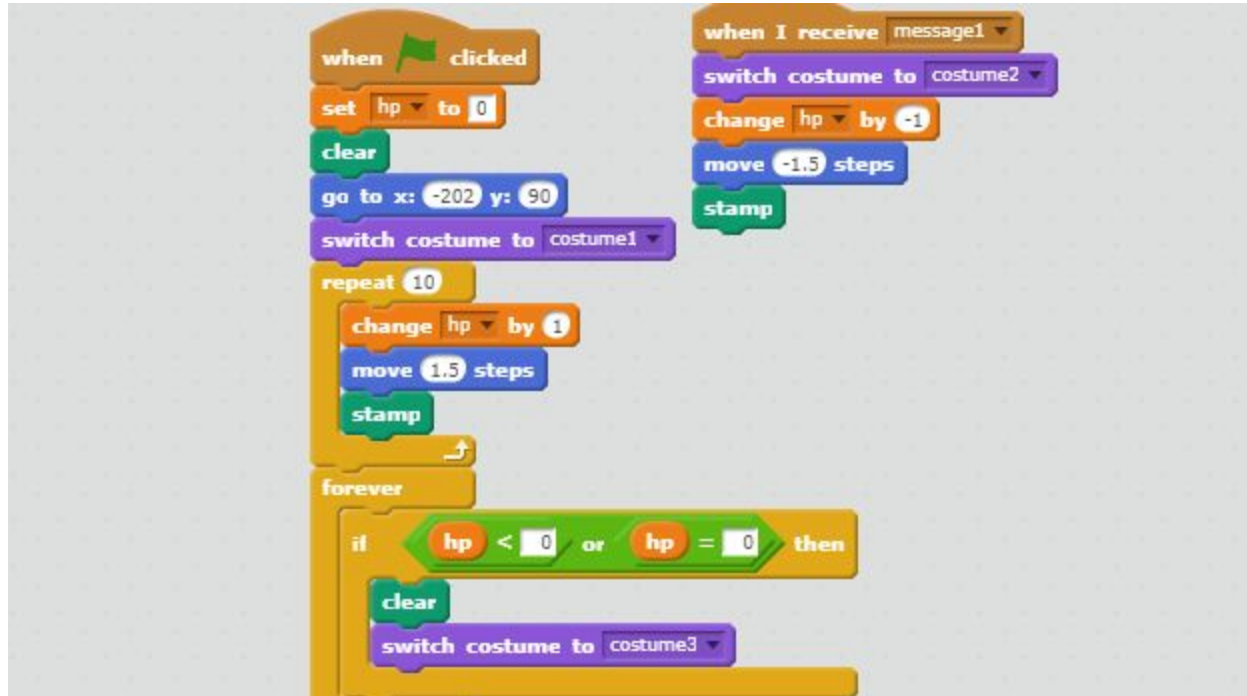 when clicked
set hp to 0
clear
go to x: -202 y: 90
switch costume to costume1
repeat 10
change hp by 1
move 1.5 steps
stamp
forever
if hp < 0 or hp = 0 then
clear
switch costume to costume3
when I receive message1
switch costume to costume2
change hp by -1
move -1.5 steps
stamp